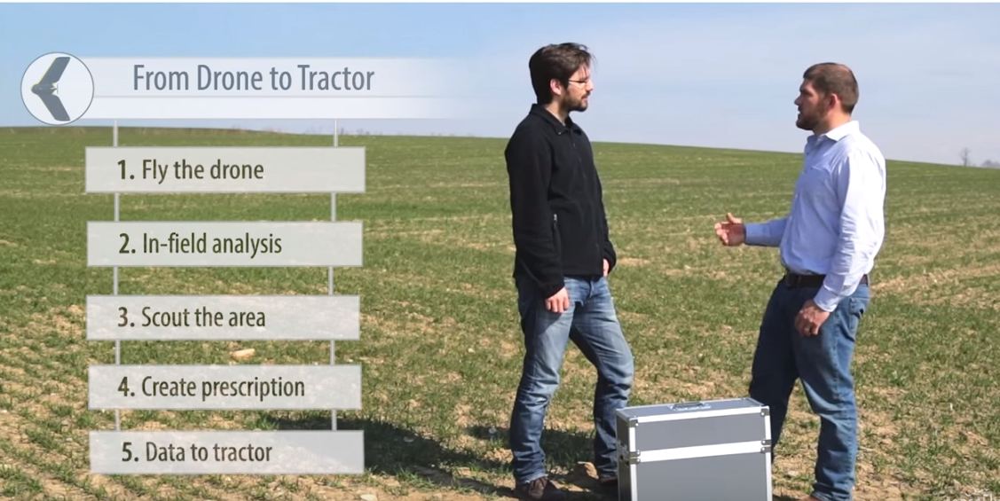 From Drone to Tractor
1. Fly the drone
2. In-field analysis
3. Scout the area
4. Create prescription
5. Data to tractor